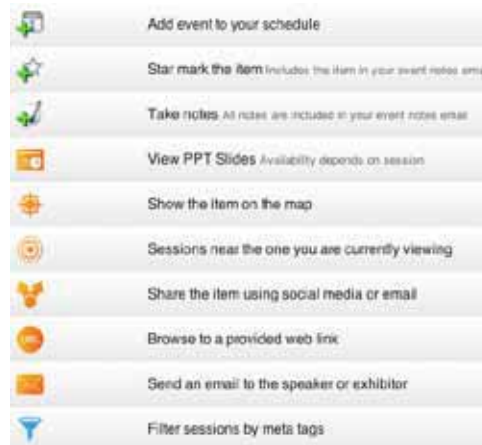 Add event to your schedule
Star mark the item Includes the item in your event notes ema
Take notes All notes are included in your event notes email
View PPT Slides Availability depends on session
Show the item on the map
Sessions near the one you are currently viewing
Share the item using social media or email
Browse to a provided web link
URL
Send an email to the speaker or exhibitor
Filter sessions by meta tags